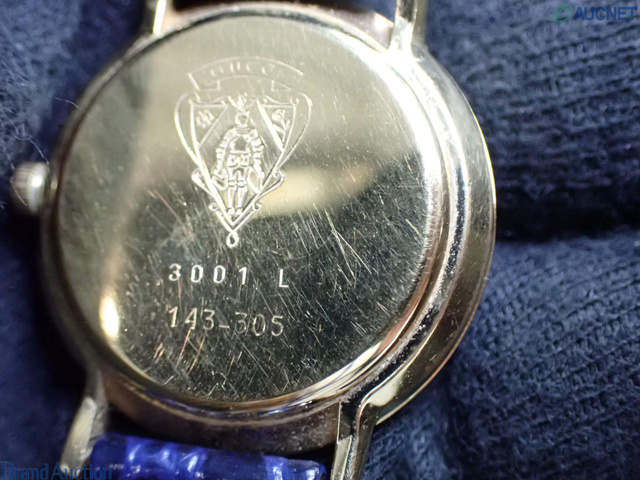 AUCNET
GUCCI
3001 L
143-305
Brand Auction